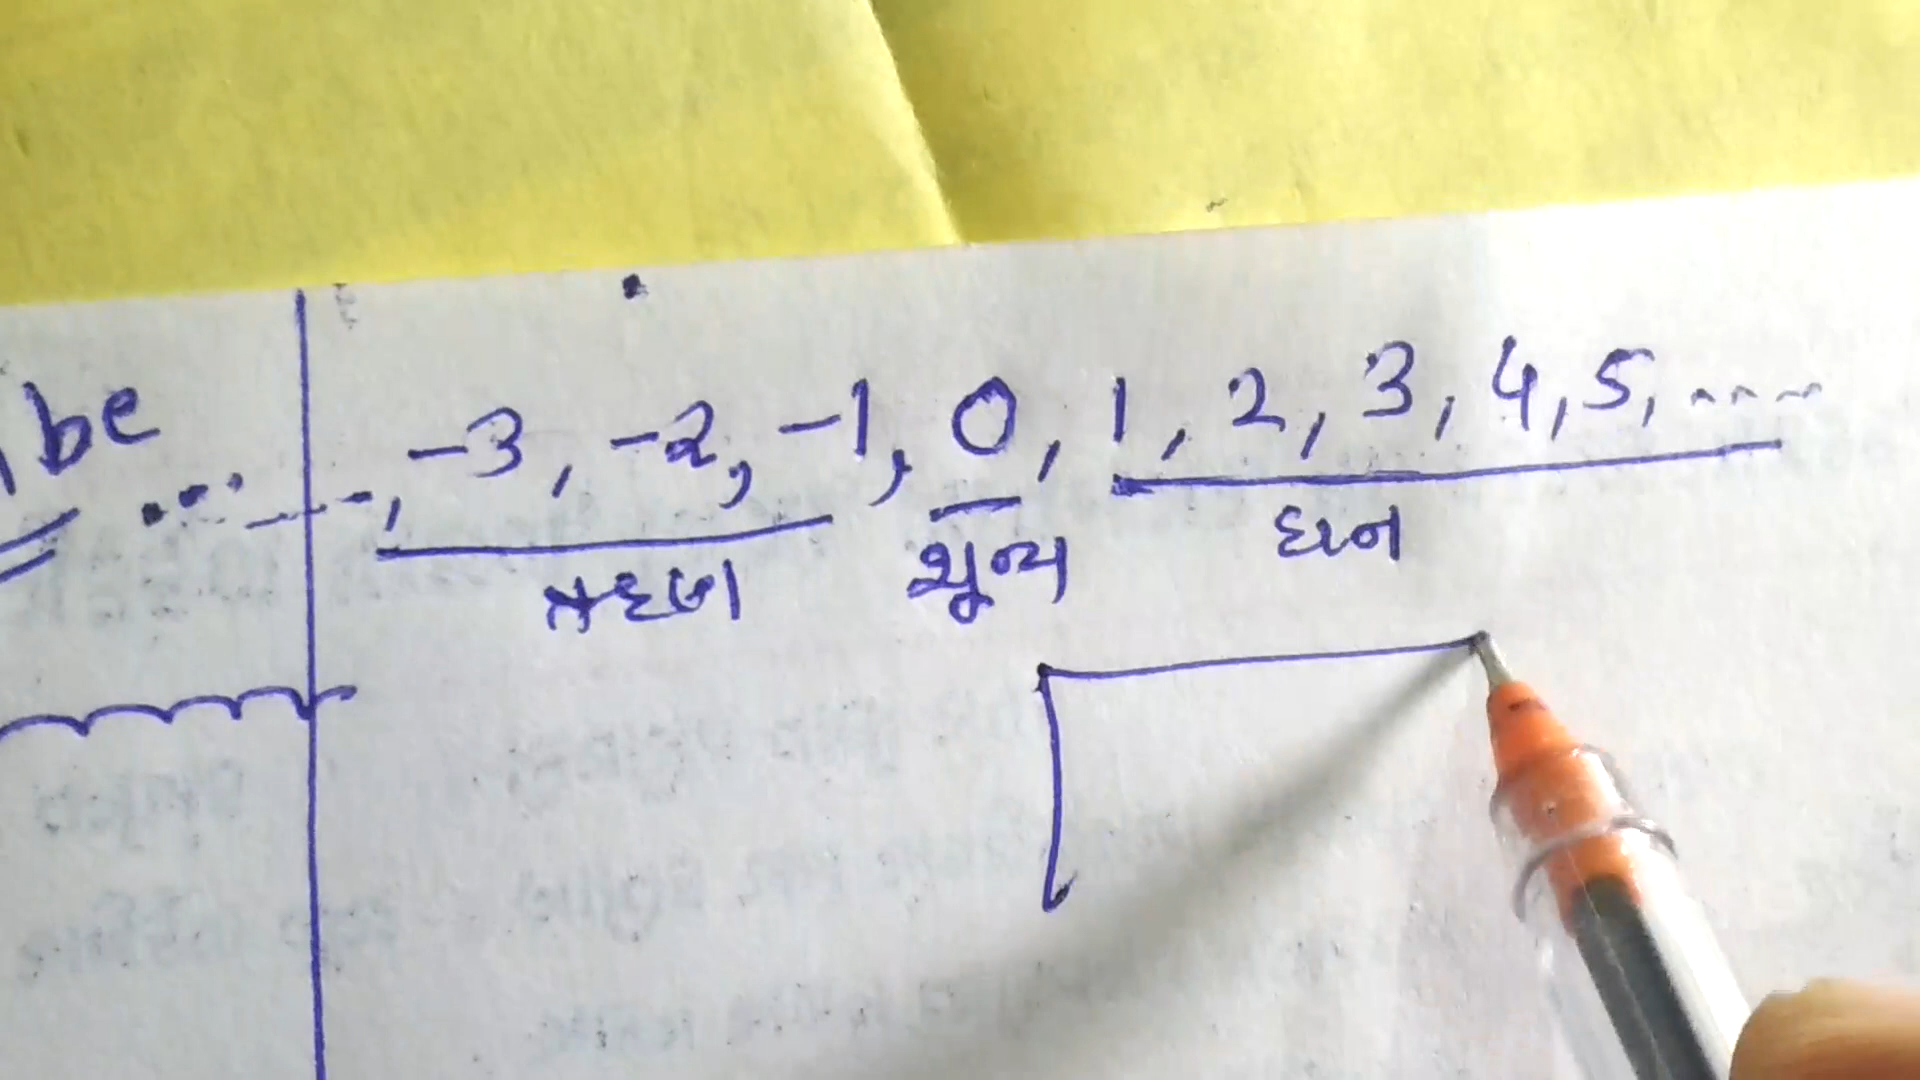 be
......., -3, -2, -1, 0, 1, 2, 3, 4, 5, ....
ઋણ શૂન્ય ધન